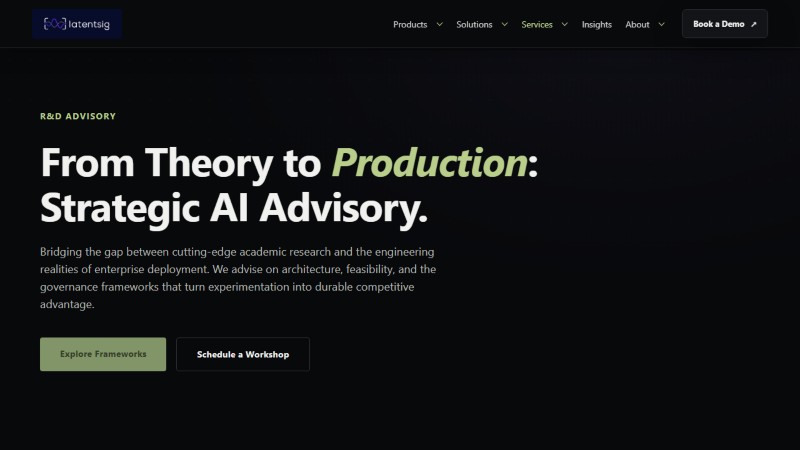 latentsig
Products
Solutions
Services
Insights
About
Book a Demo ↗
R&D ADVISORY
From Theory to Production:
Strategic AI Advisory.
Bridging the gap between cutting-edge academic research and the engineering
realities of enterprise deployment. We advise on architecture, feasibility, and the
governance frameworks that turn experimentation into durable competitive
advantage.
Explore Frameworks
Schedule a Workshop